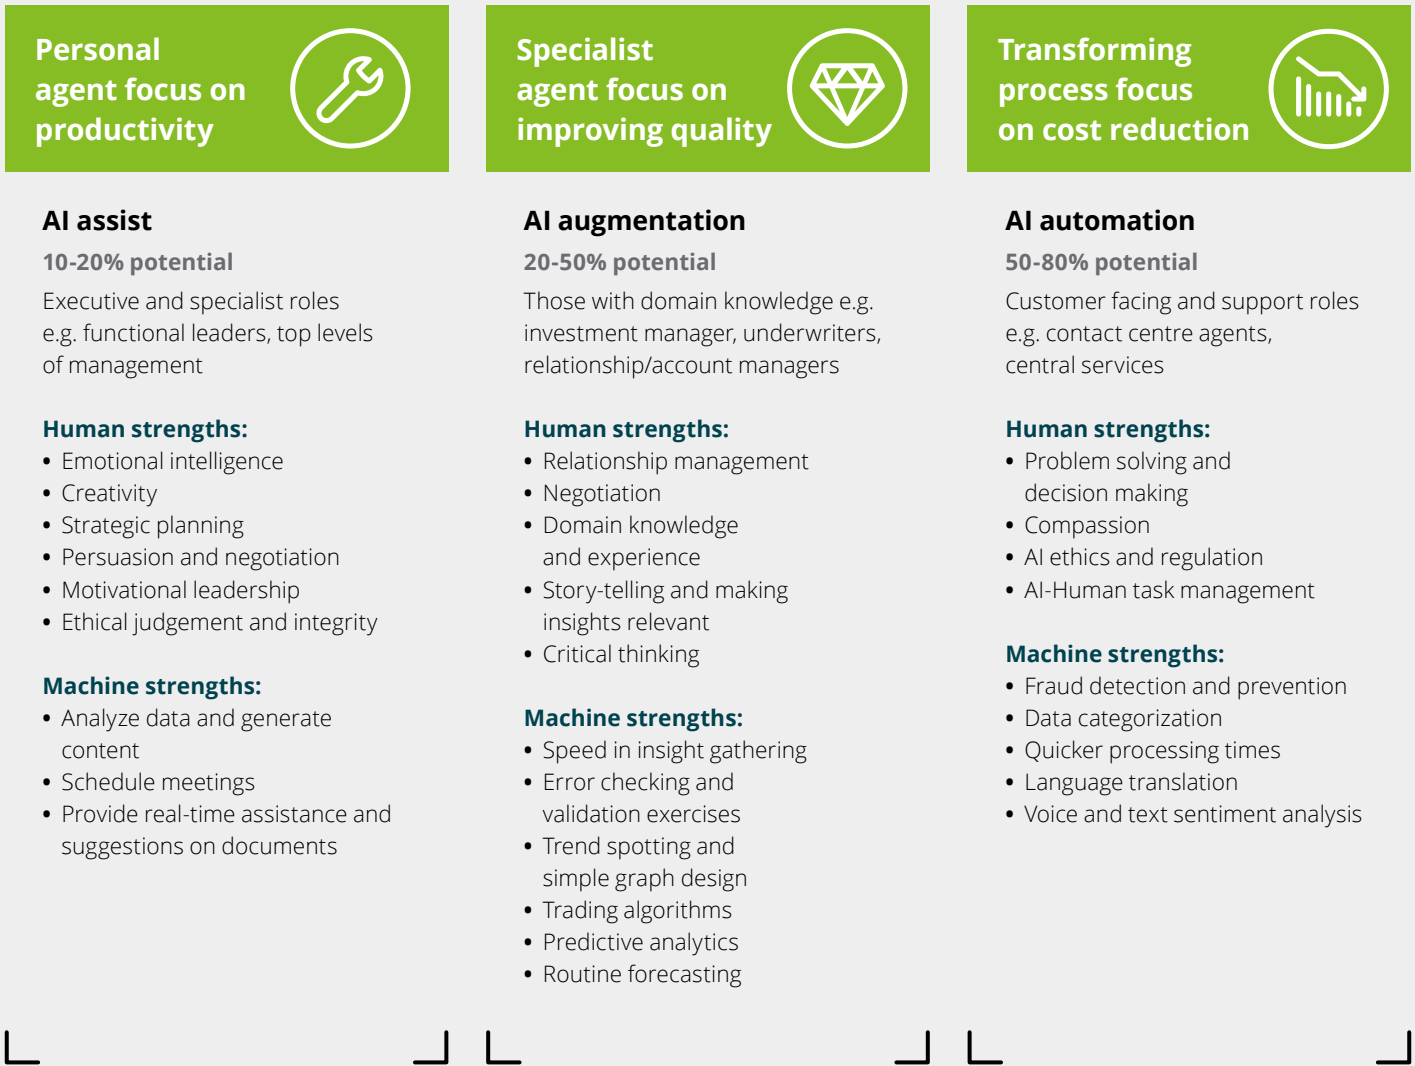 Personal
agent focus on
productivity
AI assist
10-20% potential
Executive and specialist roles
e.g. functional leaders, top levels
of management
Human strengths:
• Emotional intelligence
• Creativity
• Strategic planning
• Persuasion and negotiation
• Motivational leadership
• Ethical judgement and integrity
Machine strengths:
• Analyze data and generate
content
• Schedule meetings
• Provide real-time assistance and
suggestions on documents
Specialist
agent focus on
improving quality
AI augmentation
20-50% potential
Those with domain knowledge e.g.
investment manager, underwriters,
relationship/account managers
Human strengths:
• Relationship management
• Negotiation
• Domain knowledge
and experience
• Story-telling and making
insights relevant
• Critical thinking
Machine strengths:
• Speed in insight gathering
• Error checking and
validation exercises
• Trend spotting and
simple graph design
• Trading algorithms
• Predictive analytics
• Routine forecasting
Transforming
process focus
on cost reduction
AI automation
50-80% potential
Customer facing and support roles
e.g. contact centre agents,
central services
Human strengths:
• Problem solving and
decision making
• Compassion
• AI ethics and regulation
• AI-Human task management
Machine strengths:
• Fraud detection and prevention
• Data categorization
• Quicker processing times
• Language translation
• Voice and text sentiment analysis